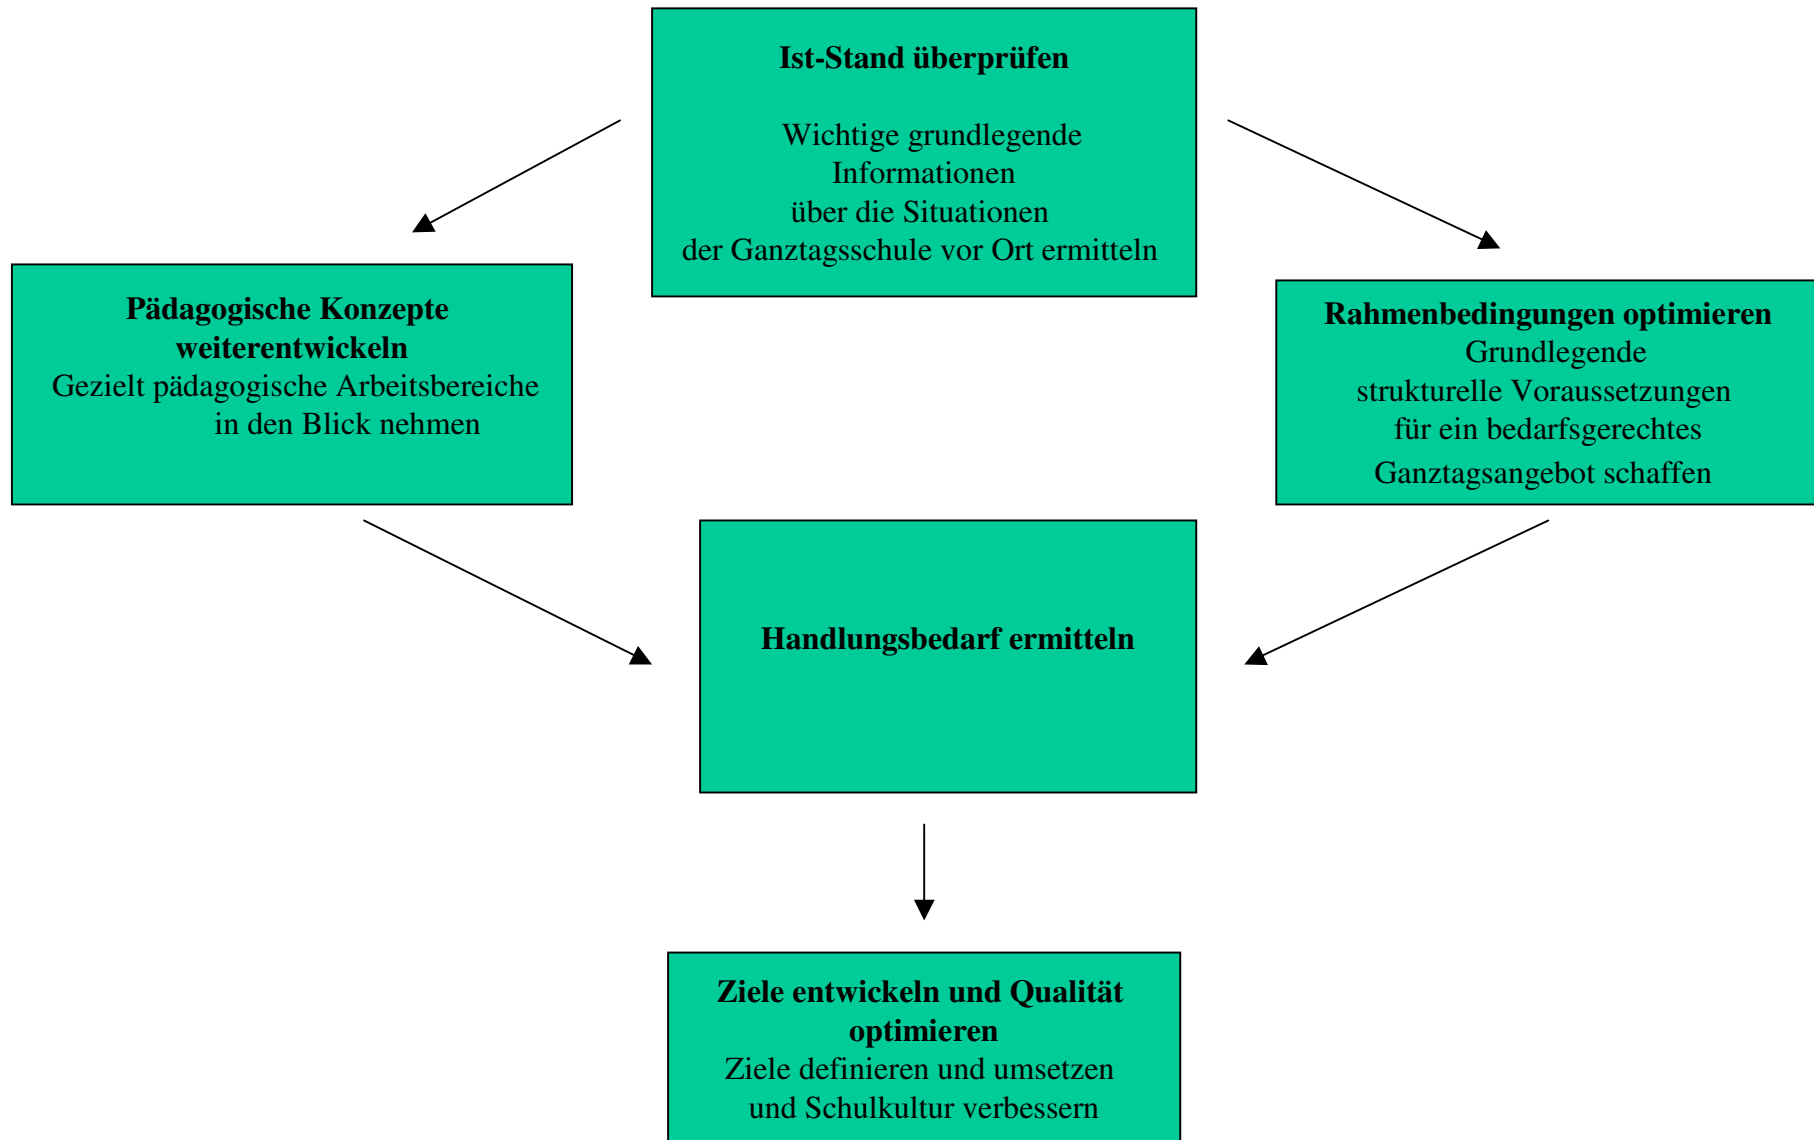 Ist-Stand überprüfen
Wichtige grundlegende
Informationen
über die Situationen
der Ganztagsschule vor Ort ermitteln
Pädagogische Konzepte
weiterentwickeln
Gezielt pädagogische Arbeitsbereiche
in den Blick nehmen
Rahmenbedingungen optimieren
Grundlegende
strukturelle Voraussetzungen
für ein bedarfsgerechtes
Ganztagsangebot schaffen
Handlungsbedarf ermitteln
Ziele entwickeln und Qualität
optimieren
Ziele definieren und umsetzen
und Schulkultur verbessern